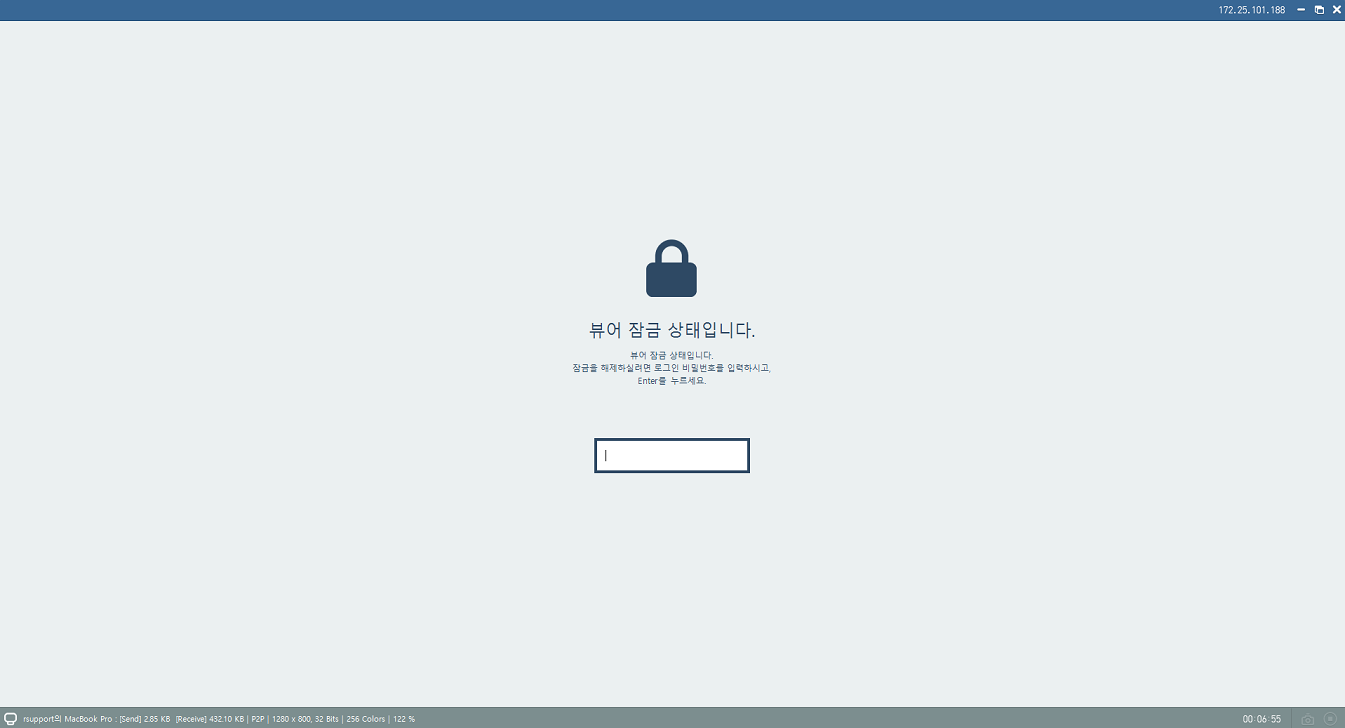 172.25.101.188
뷰어 잠금 상태입니다.
뷰어 잠금 상태입니다.
잠금을 해제하실려면 로그인 비밀번호을 입력하시고,
Enter를 누르세요.
rsupport의 MacBook Pro : [Send] 2.85 KB [Receive] 432.10 KB | P2P | 1280 x 800, 32 Bits | 256 Colors | 122 %
00:06:55